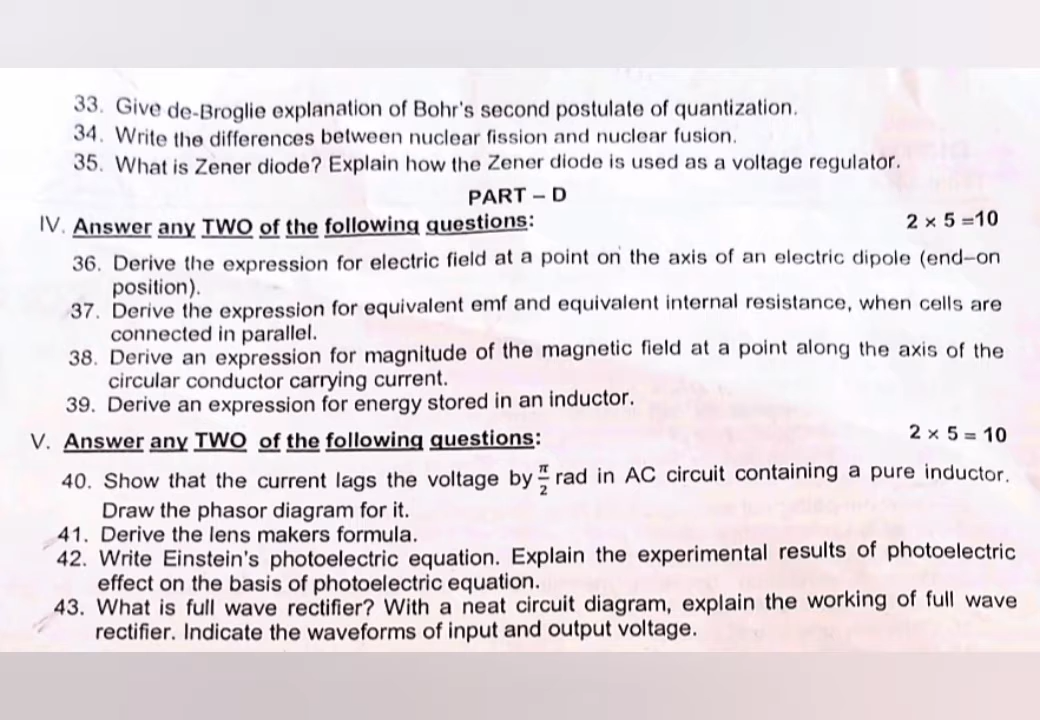 33. Give de-Broglie explanation of Bohr's second postulate of quantization.
34. Write the differences between nuclear fission and nuclear fusion.
35. What is Zener diode? Explain how the Zener diode is used as a voltage regulator.
PART – D
IV. Answer any TWO of the following questions: 2 × 5 =10
36. Derive the expression for electric field at a point on the axis of an electric dipole (end–on
position).
37. Derive the expression for equivalent emf and equivalent internal resistance, when cells are
connected in parallel.
38. Derive an expression for magnitude of the magnetic field at a point along the axis of the
circular conductor carrying current.
39. Derive an expression for energy stored in an inductor.
V. Answer any TWO of the following questions: 2 × 5 = 10
40. Show that the current lags the voltage by π/2 rad in AC circuit containing a pure inductor.
Draw the phasor diagram for it.
41. Derive the lens makers formula.
42. Write Einstein's photoelectric equation. Explain the experimental results of photoelectric
effect on the basis of photoelectric equation.
43. What is full wave rectifier? With a neat circuit diagram, explain the working of full wave
rectifier. Indicate the waveforms of input and output voltage.